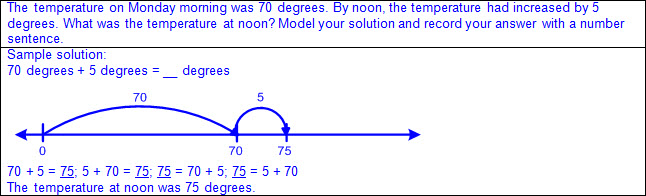 The temperature on Monday morning was 70 degrees. By noon, the temperature had increased by 5
degrees. What was the temperature at noon? Model your solution and record your answer with a number
sentence.
Sample solution:
70 degrees + 5 degrees = __ degrees
70 5
0 70 75
70 + 5 = 75; 5 + 70 = 75; 75 = 70 + 5; 75 = 5 + 70
The temperature at noon was 75 degrees.